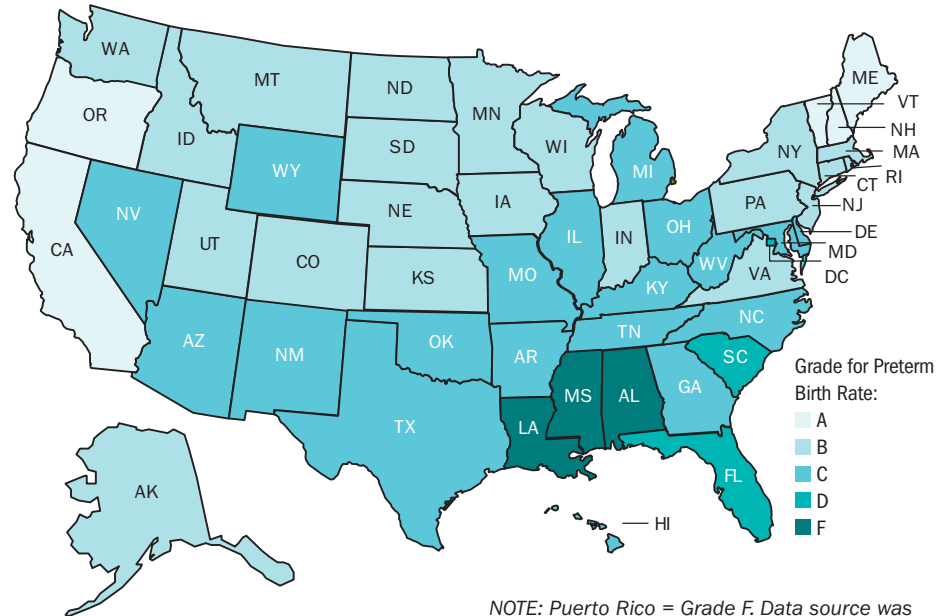 WA
MT
ND
MN
ME
VT
OR
ID
SD
WI
NH
WY
NY
MA
MI
RI
CT
NE
IA
PA
NJ
NV
OH
IL
IN
DE
UT
CO
CA
MD
WV
KS
MO
VA
DC
KY
NC
TN
AZ
OK
NM
AR
SC
Grade for Preterm
Birth Rate:
GA
MS
AL
A
TX
LA
B
C
FL
D
AK
HI
F
NOTE: Puerto Rico = Grade F. Data source was